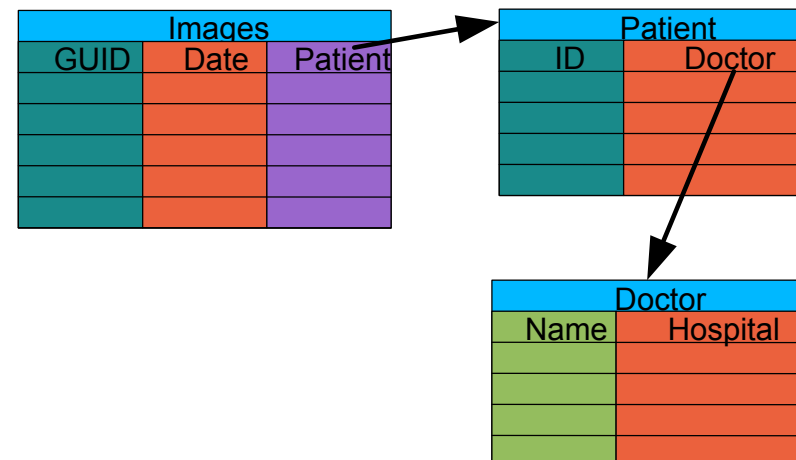 Images
GUID Date Patient
Patient
ID Doctor
Doctor
Name Hospital